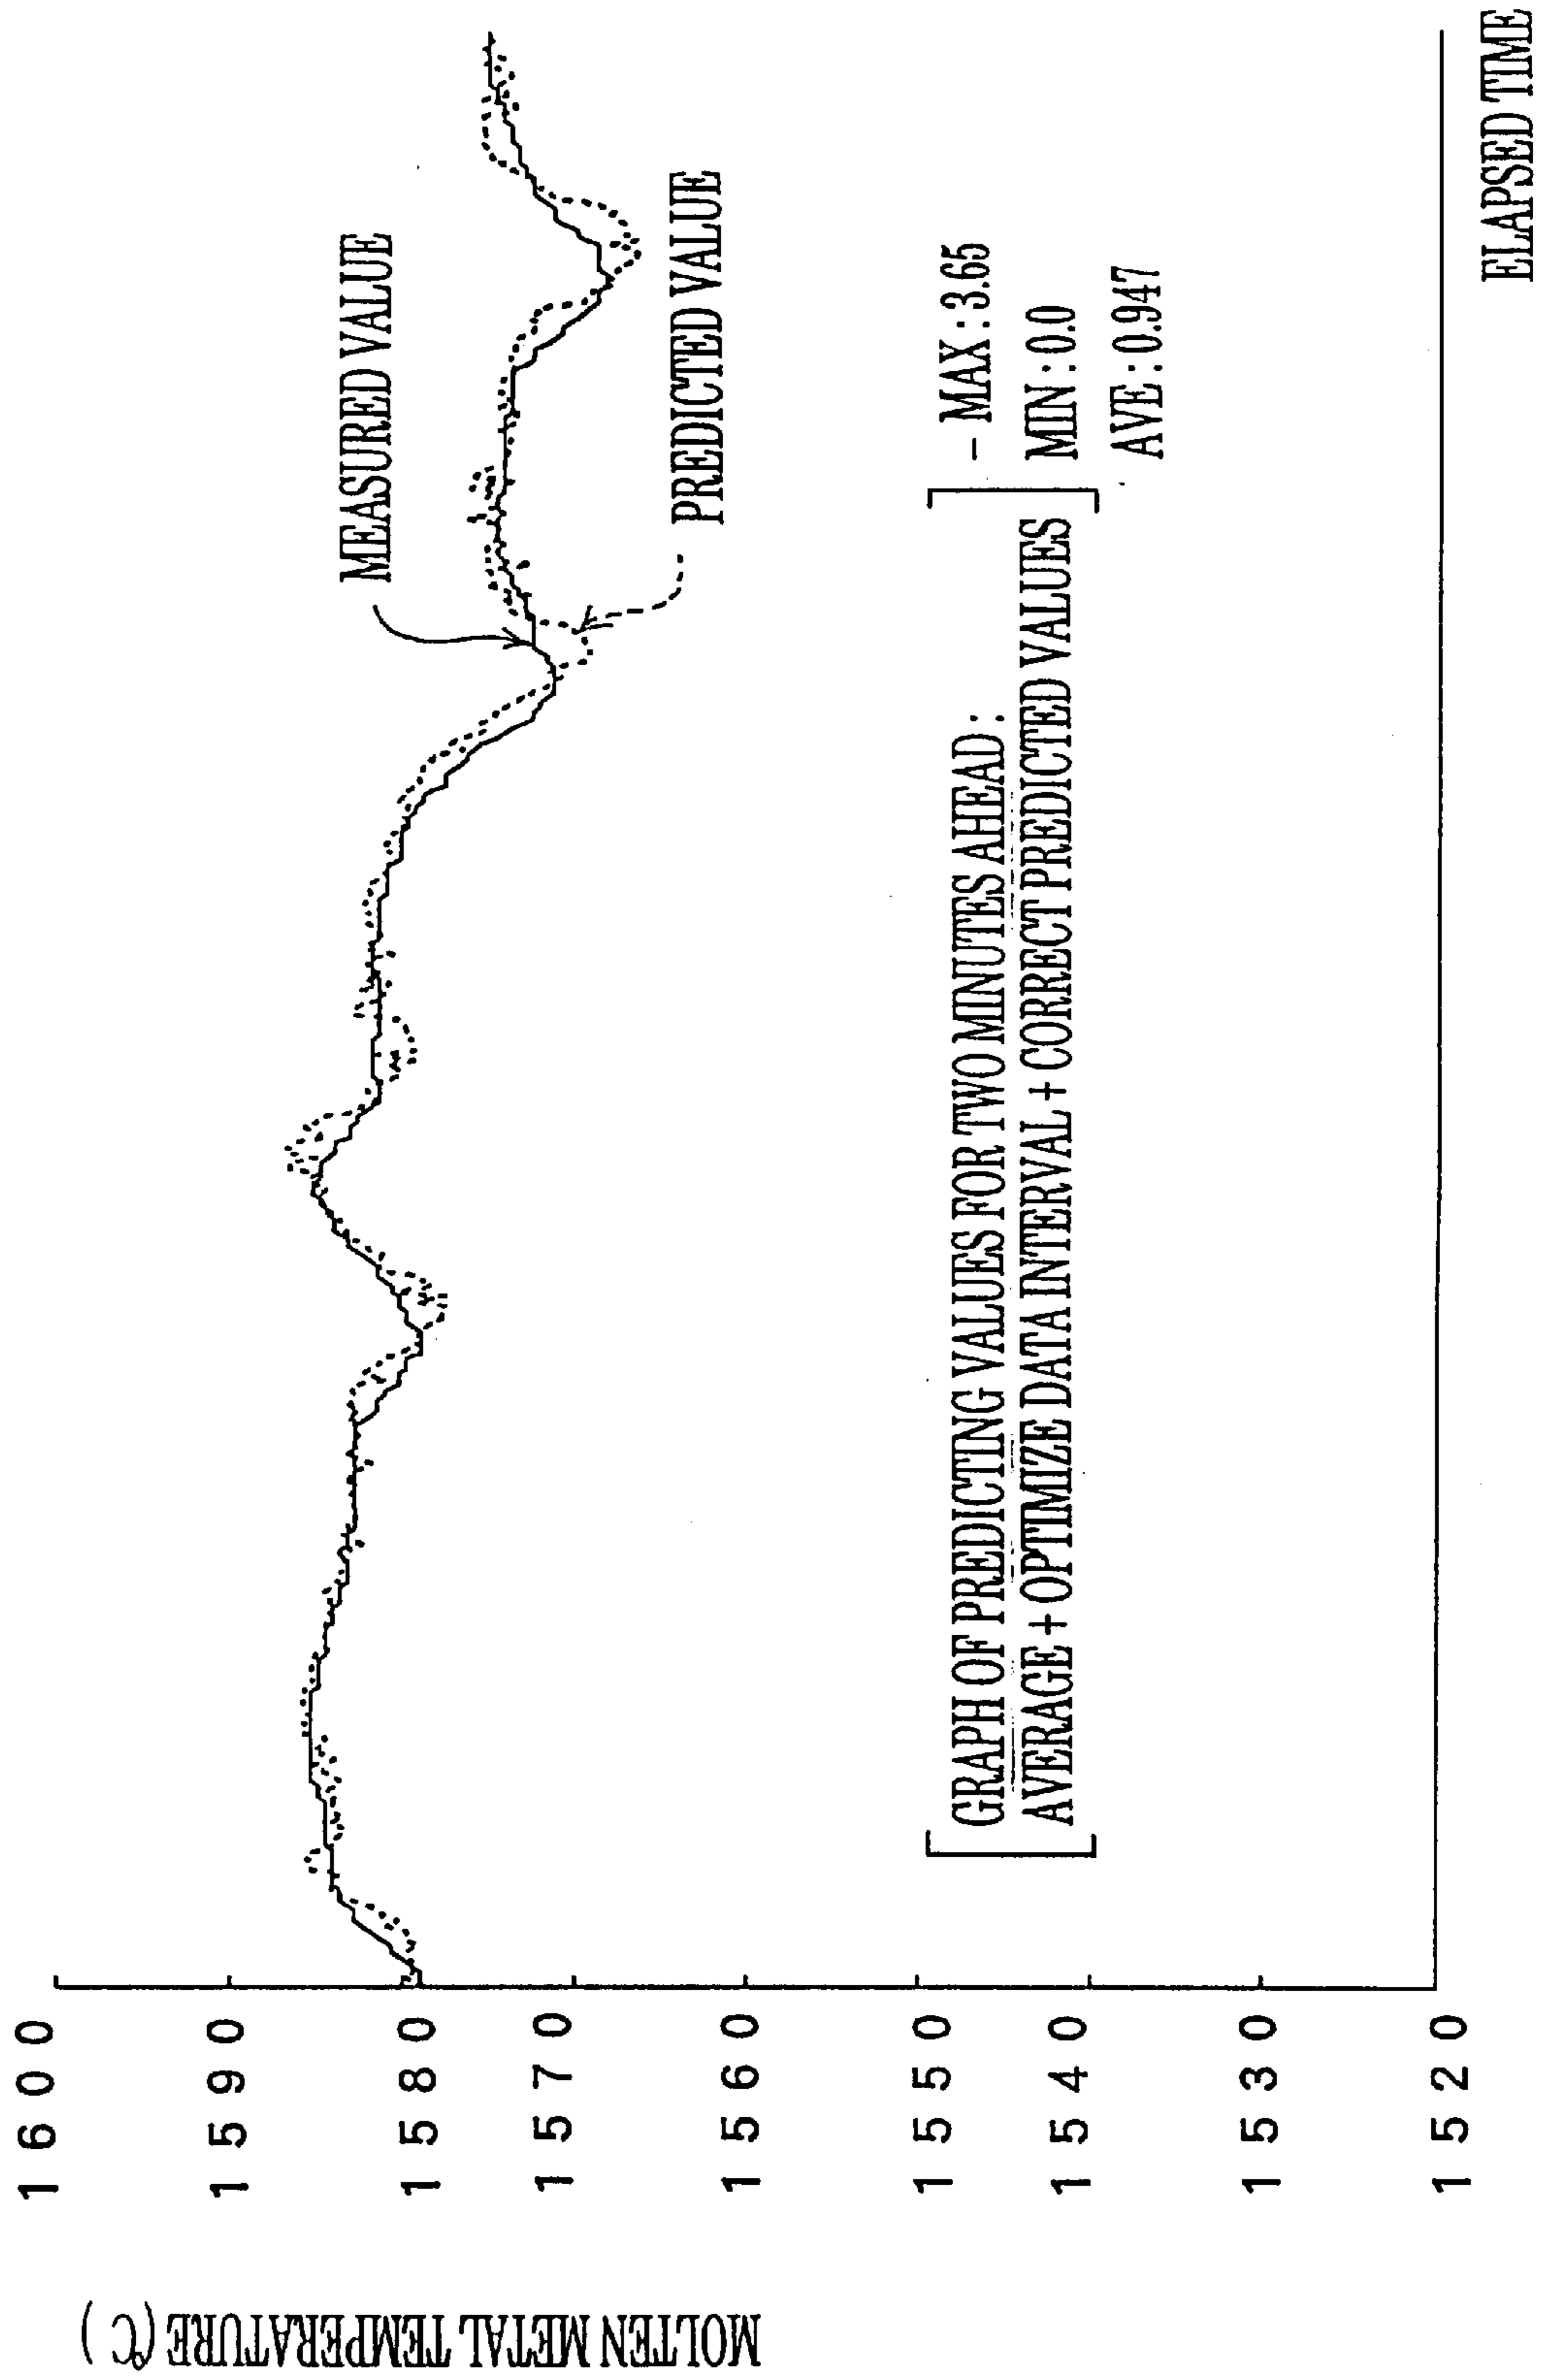 MOLTEN METAL TEMPERATURE (℃)
1600
1590
1580
1570
1560
1550
1540
1530
1520
MEASURED VALUE
PREDICTED VALUE
GRAPH OF PREDICTING VALUES FOR TWO MINUTES AHEAD :
AVERAGE + OPTIMIZE DATA INTERVAL + CORRECT PREDICTED VALUES
– MAX : 3.65
MIN : 0.0
AVE : 0.947
ELAPSED TIME